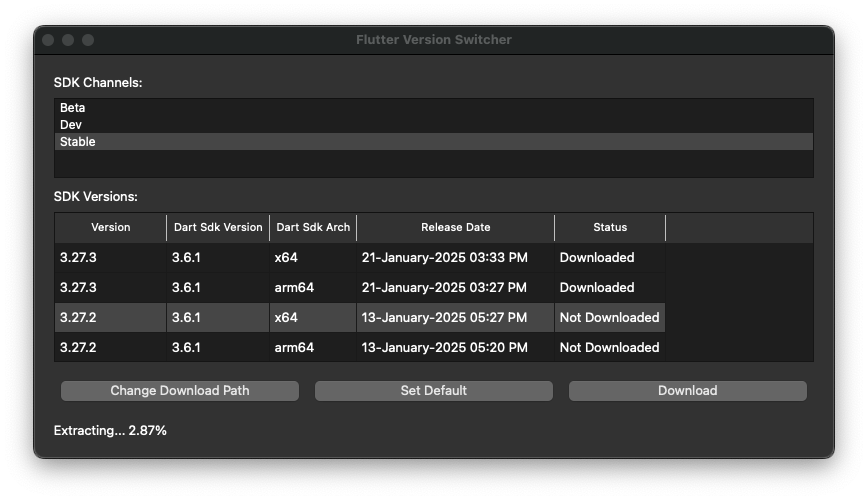 Flutter Version Switcher
SDK Channels:
Beta
Dev
Stable
SDK Versions:
Version Dart Sdk Version Dart Sdk Arch Release Date Status
3.27.3 3.6.1 x64 21-January-2025 03:33 PM Downloaded
3.27.3 3.6.1 arm64 21-January-2025 03:27 PM Downloaded
3.27.2 3.6.1 x64 13-January-2025 05:27 PM Not Downloaded
3.27.2 3.6.1 arm64 13-January-2025 05:20 PM Not Downloaded
Change Download Path Set Default Download
Extracting... 2.87%